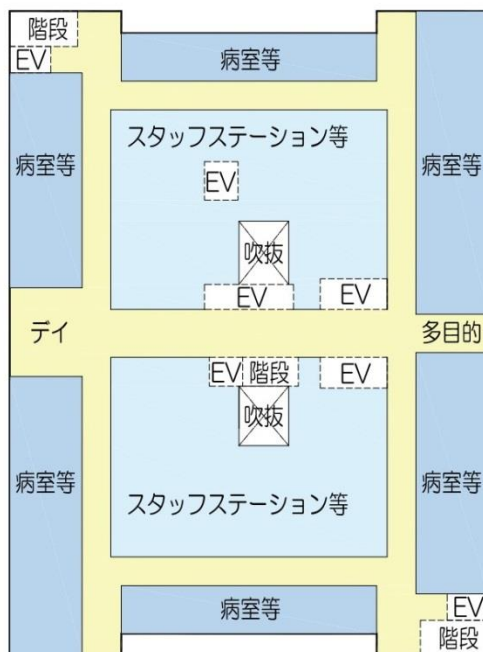 階段
EV
病室等
スタッフステーション等
病室等
病室等
EV
吹抜
EV
EV
デイ
多目的
EV
階段
EV
吹抜
病室等
病室等
スタッフステーション等
病室等
EV
階段